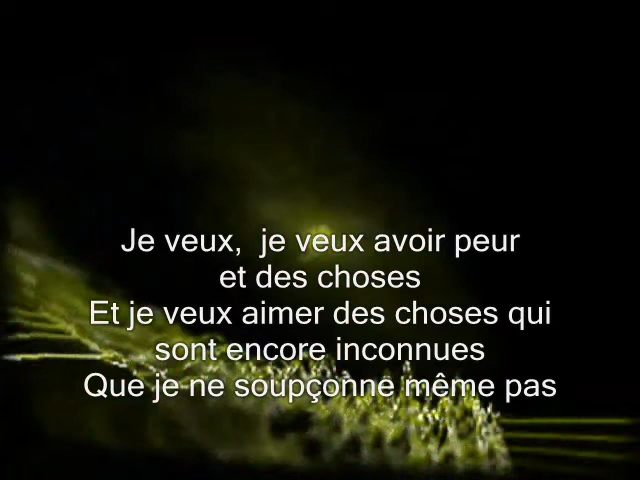 Je veux,  je veux avoir peur
et des choses
Et je veux aimer des choses qui
sont encore inconnues
Que je ne soupçonne même pas